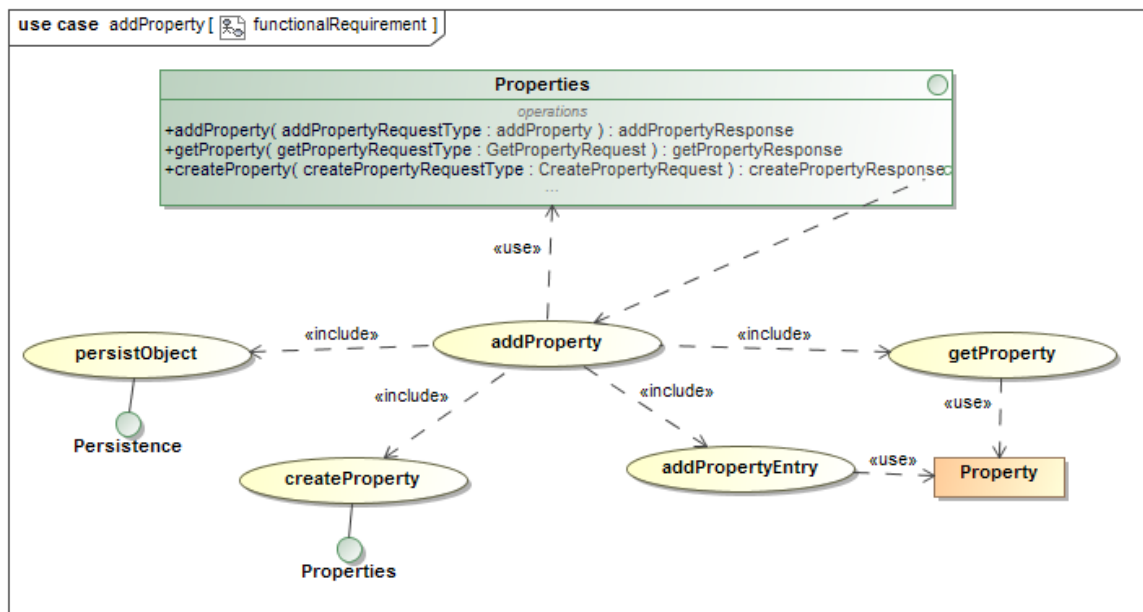 use case addProperty [ functionalRequirement ]
Properties
operations
+addProperty( addPropertyRequestType : addProperty ) : addPropertyResponse
+getProperty( getPropertyRequestType : GetPropertyRequest ) : getPropertyResponse
+createProperty( createPropertyRequestType : CreatePropertyRequest ) : createPropertyResponse
...
«use»
«include»
«include»
persistObject
addProperty
getProperty
«include»
«include»
«use»
Persistence
createProperty
addPropertyEntry
«use»
Property
Properties